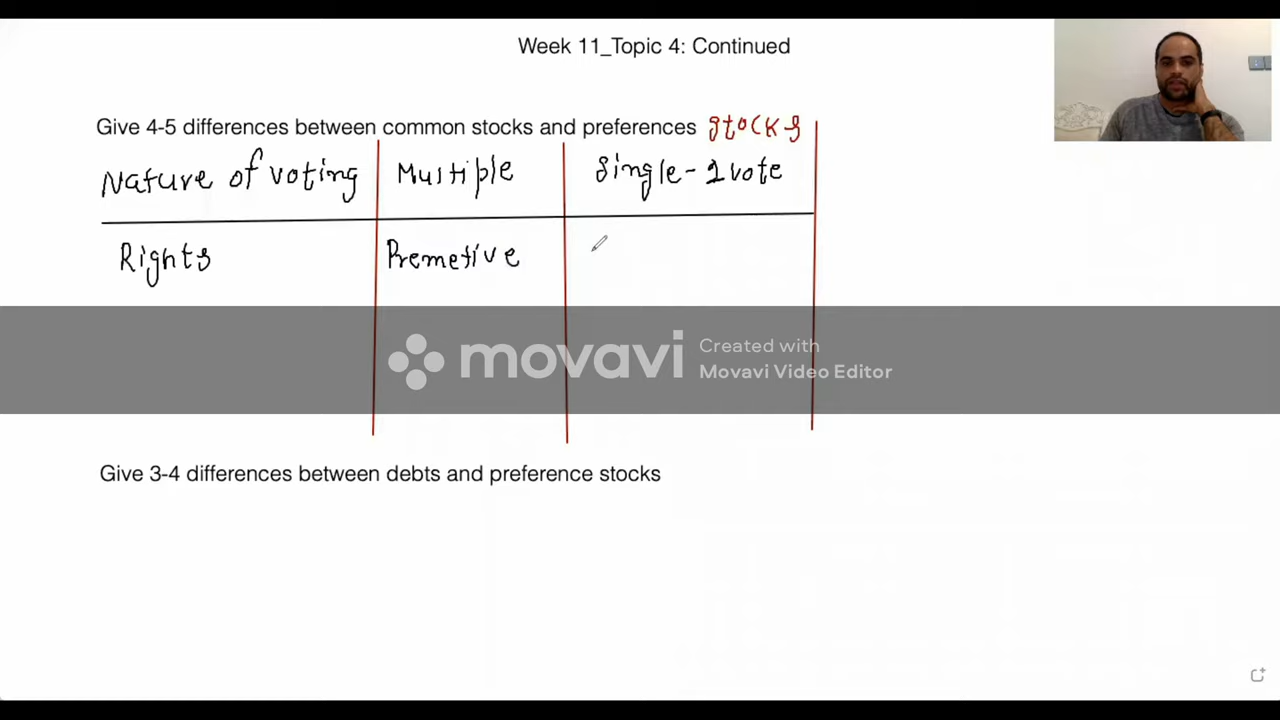 Week 11_Topic 4: Continued
Give 4-5 differences between common stocks and preferences stocks
Nature of voting Multiple Single - 1 vote
Rights Premetive
movavi Created with
Movavi Video Editor
Give 3-4 differences between debts and preference stocks